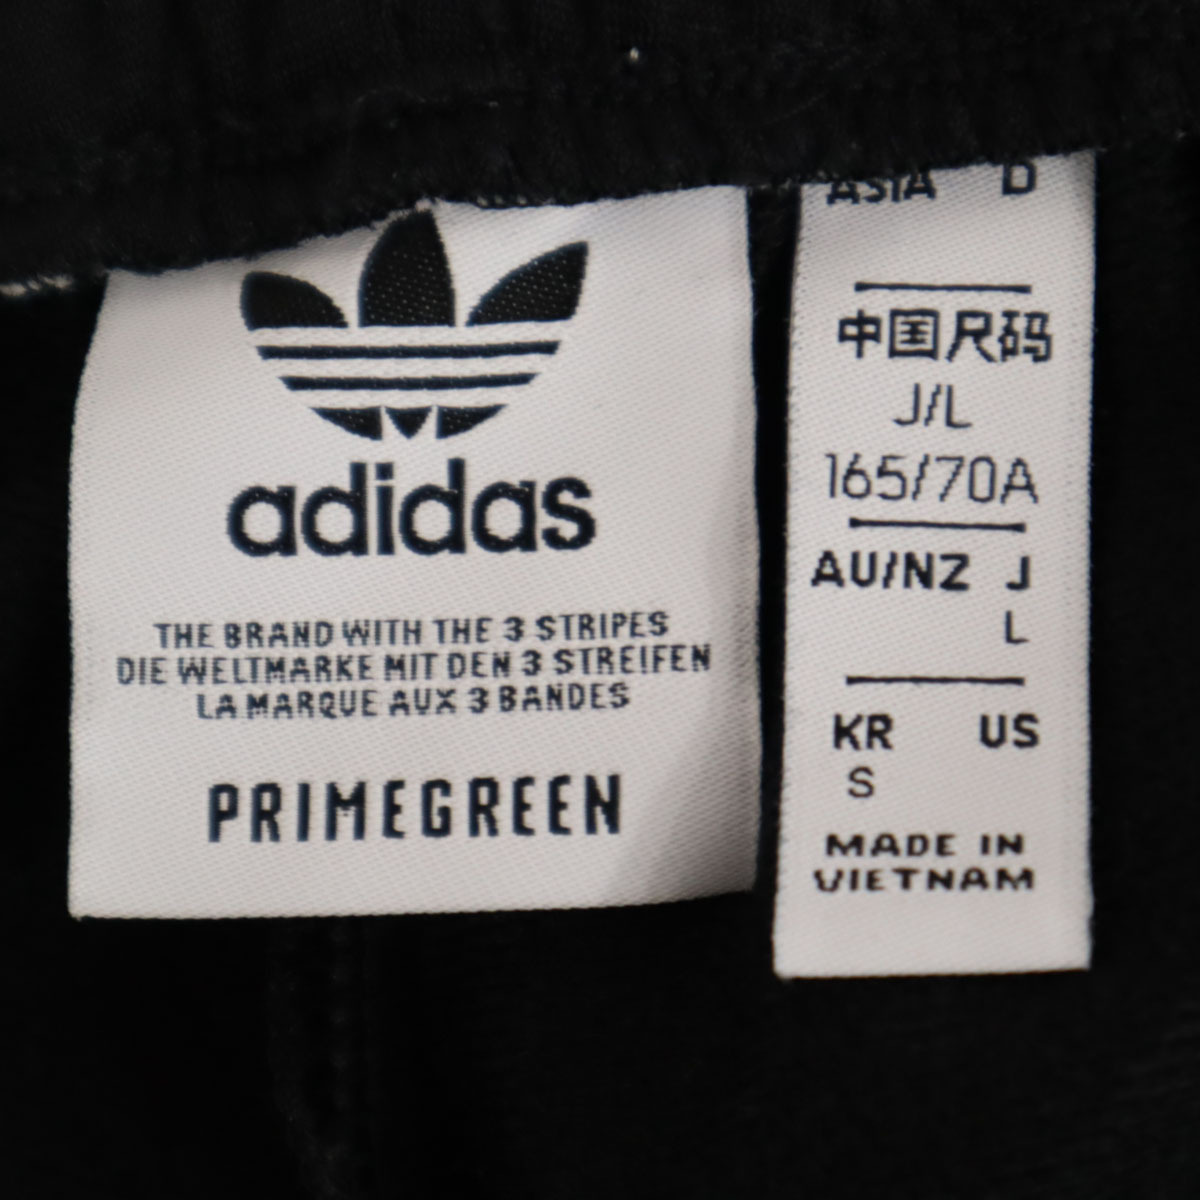 adidas
THE BRAND WITH THE 3 STRIPES
DIE WELTMARKE MIT DEN 3 STREIFEN
LA MARQUE AUX 3 BANDES
PRIMEGREEN
ASIA D
中国尺码
J/L
165/70A
AU/NZ J
L
KR US
S
MADE IN
VIETNAM